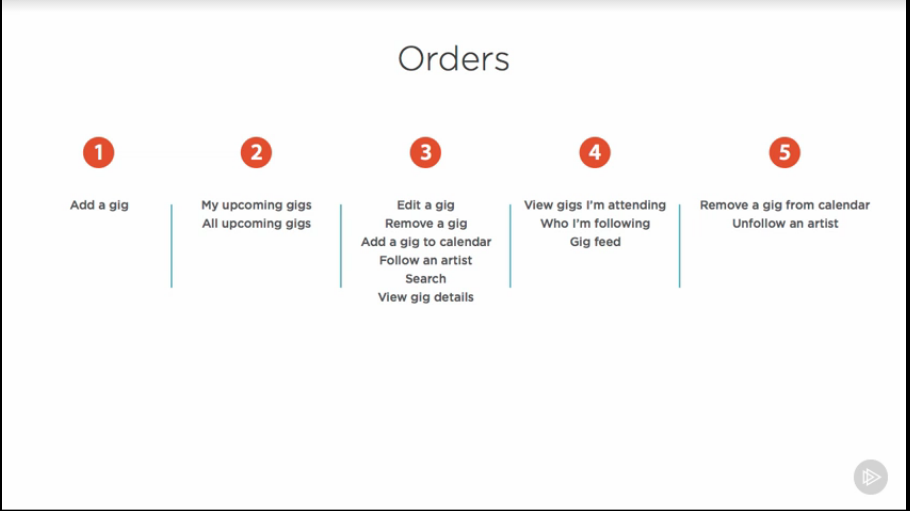 Orders
1
Add a gig
2
My upcoming gigs
All upcoming gigs
3
Edit a gig
Remove a gig
Add a gig to calendar
Follow an artist
Search
View gig details
4
View gigs I'm attending
Who I'm following
Gig feed
5
Remove a gig from calendar
Unfollow an artist